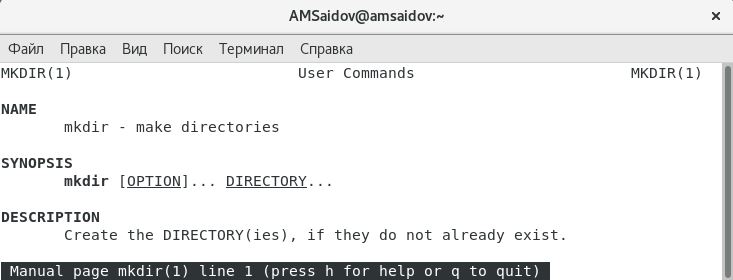 AMSaidov@amsaidov:~ ×
Файл Правка Вид Поиск Терминал Справка
MKDIR(1) User Commands MKDIR(1)
NAME
mkdir - make directories
SYNOPSIS
mkdir [OPTION]... DIRECTORY...
DESCRIPTION
Create the DIRECTORY(ies), if they do not already exist.
Manual page mkdir(1) line 1 (press h for help or q to quit)